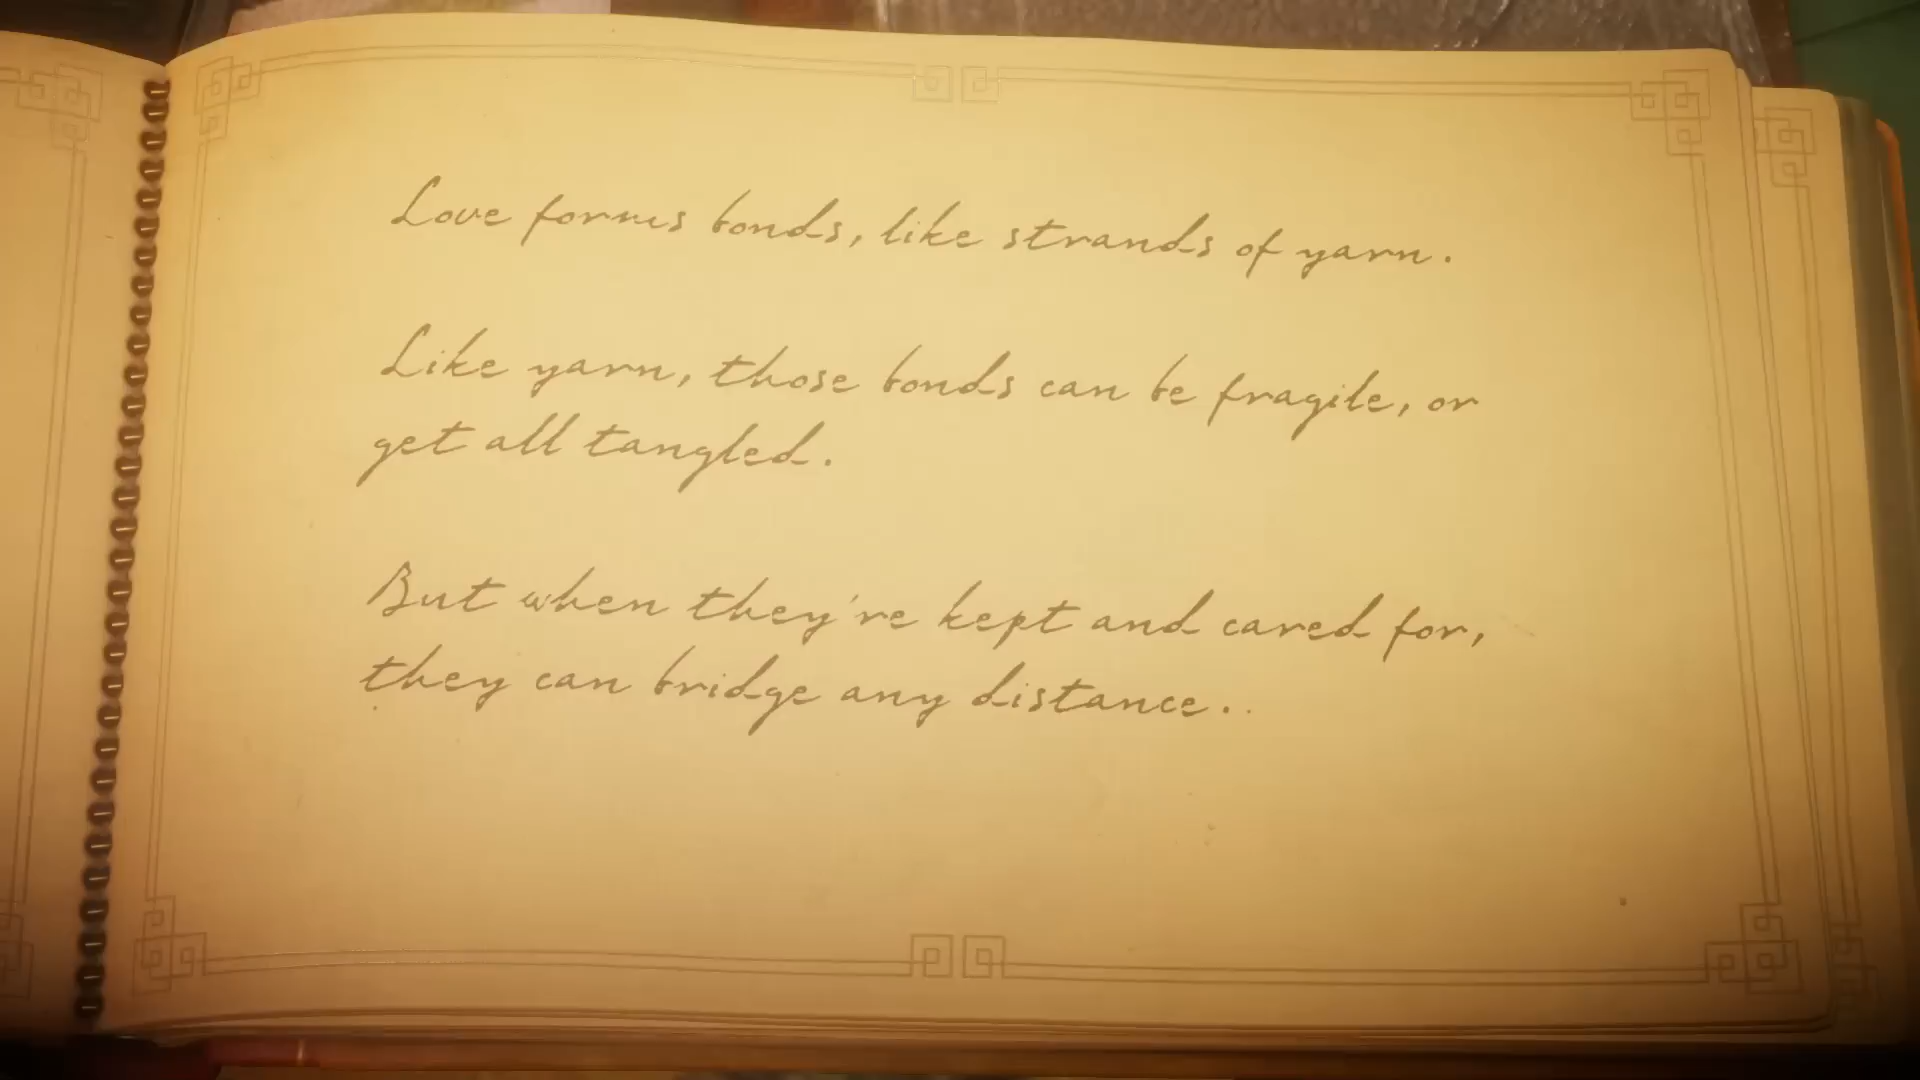 Love forms bonds, like strands of yarn.
Like yarn, those bonds can be fragile, or
get all tangled.
But when they're kept and cared for,
they can bridge any distance..